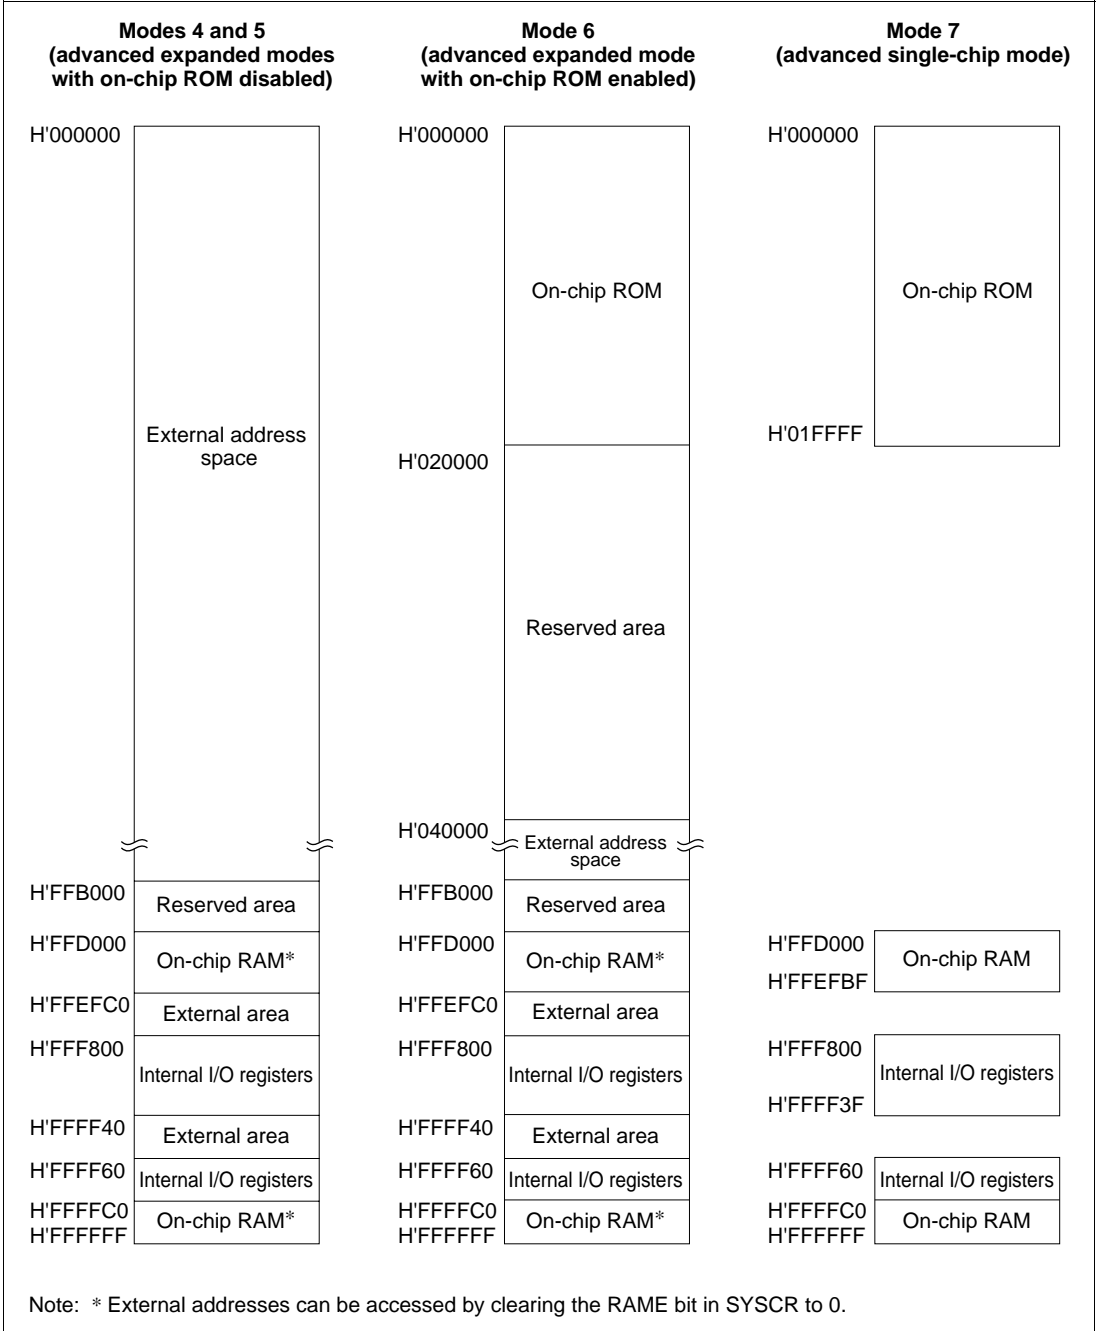 Modes 4 and 5
(advanced expanded modes
with on-chip ROM disabled)
H'000000
External address
space
H'FFB000
Reserved area
H'FFD000
On-chip RAM*
H'FFEFC0
External area
H'FFF800
Internal I/O registers
H'FFFF40
External area
H'FFFF60
Internal I/O registers
H'FFFFC0
On-chip RAM*
H'FFFFFF
Mode 6
(advanced expanded mode
with on-chip ROM enabled)
H'000000
On-chip ROM
H'020000
Reserved area
H'040000
External address
space
H'FFB000
Reserved area
H'FFD000
On-chip RAM*
H'FFEFC0
External area
H'FFF800
Internal I/O registers
H'FFFF40
External area
H'FFFF60
Internal I/O registers
H'FFFFC0
On-chip RAM*
H'FFFFFF
Mode 7
(advanced single-chip mode)
H'000000
On-chip ROM
H'01FFFF
H'FFD000
On-chip RAM
H'FFEFBF
H'FFF800
Internal I/O registers
H'FFFF3F
H'FFFF60
Internal I/O registers
H'FFFFC0
On-chip RAM
H'FFFFFF
Note: * External addresses can be accessed by clearing the RAME bit in SYSCR to 0.